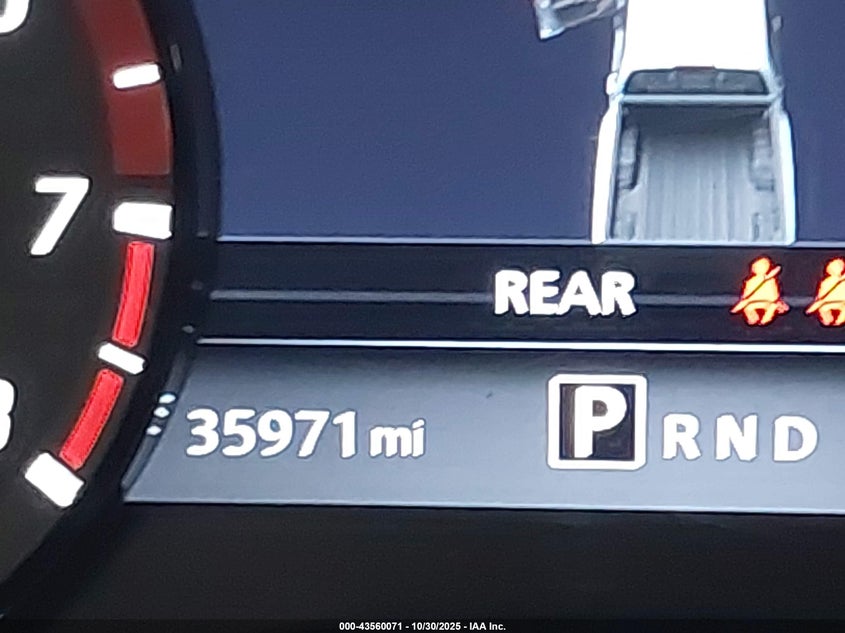 7
REAR
35971 mi
P R N D
000-43560071 - 10/30/2025 - IAA Inc.